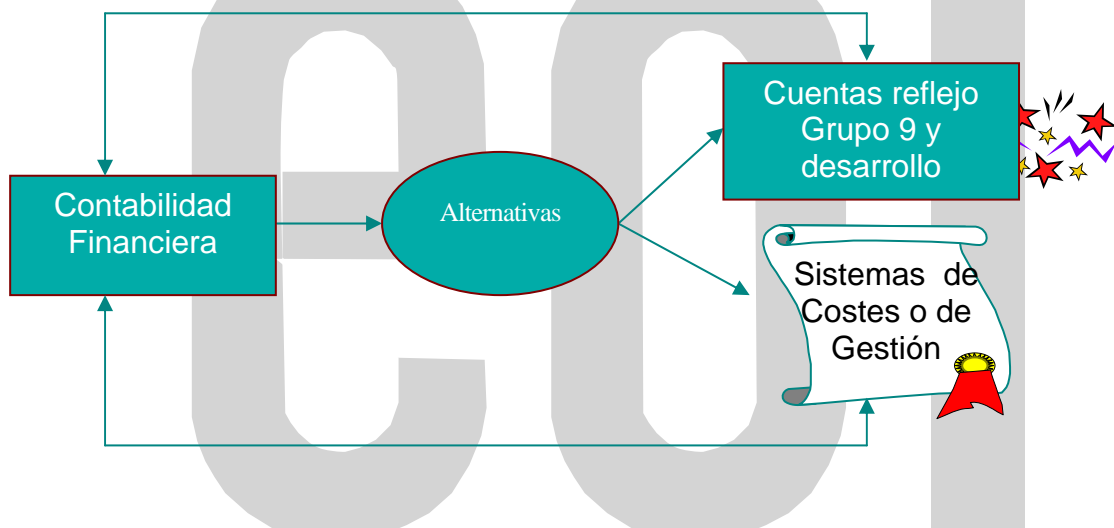 Contabilidad
Financiera
Alternativas
Cuentas reflejo
Grupo 9 y
desarrollo
Sistemas de
Costes o de
Gestión